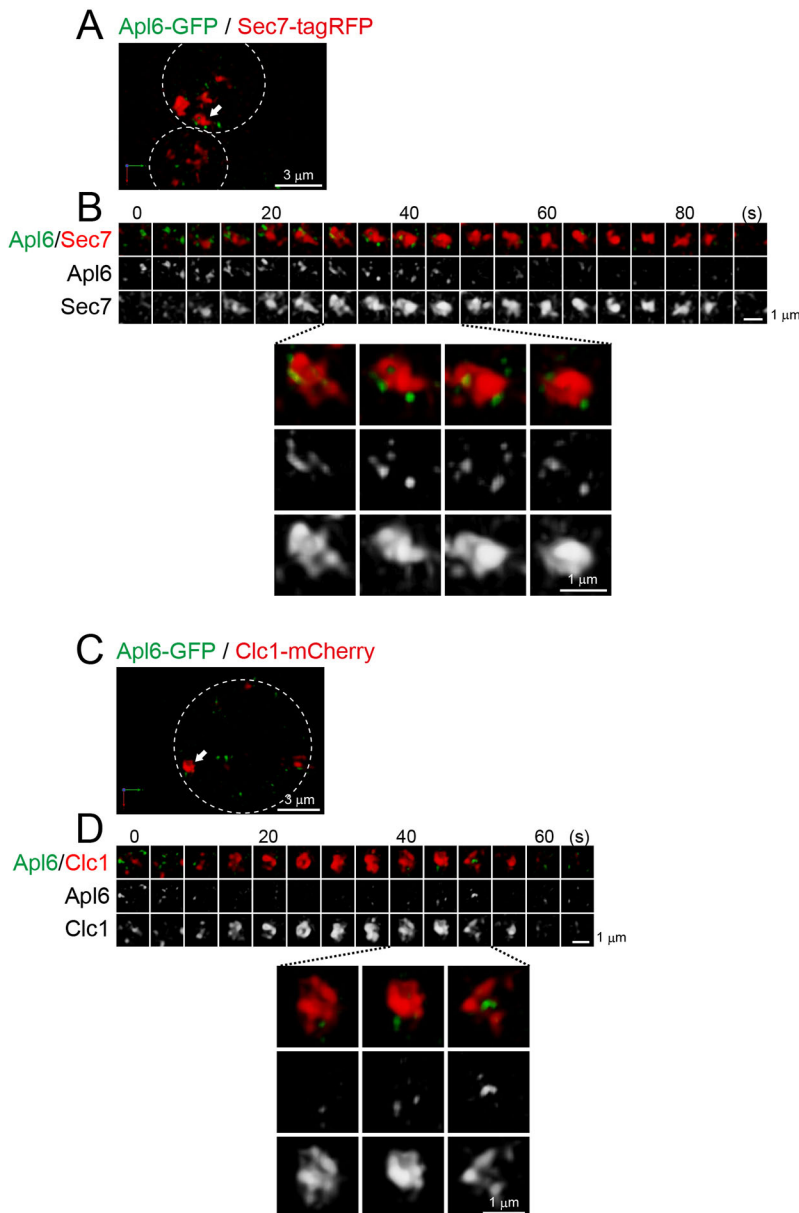 A Apl6-GFP / Sec7-tagRFP
3 μm
B 0 20 40 60 80 (s)
Apl6/Sec7
Apl6
Sec7
1 μm
1 μm
C Apl6-GFP / Clc1-mCherry
3 μm
D 0 20 40 60 (s)
Apl6/Clc1
Apl6
Clc1
1 μm
1 μm